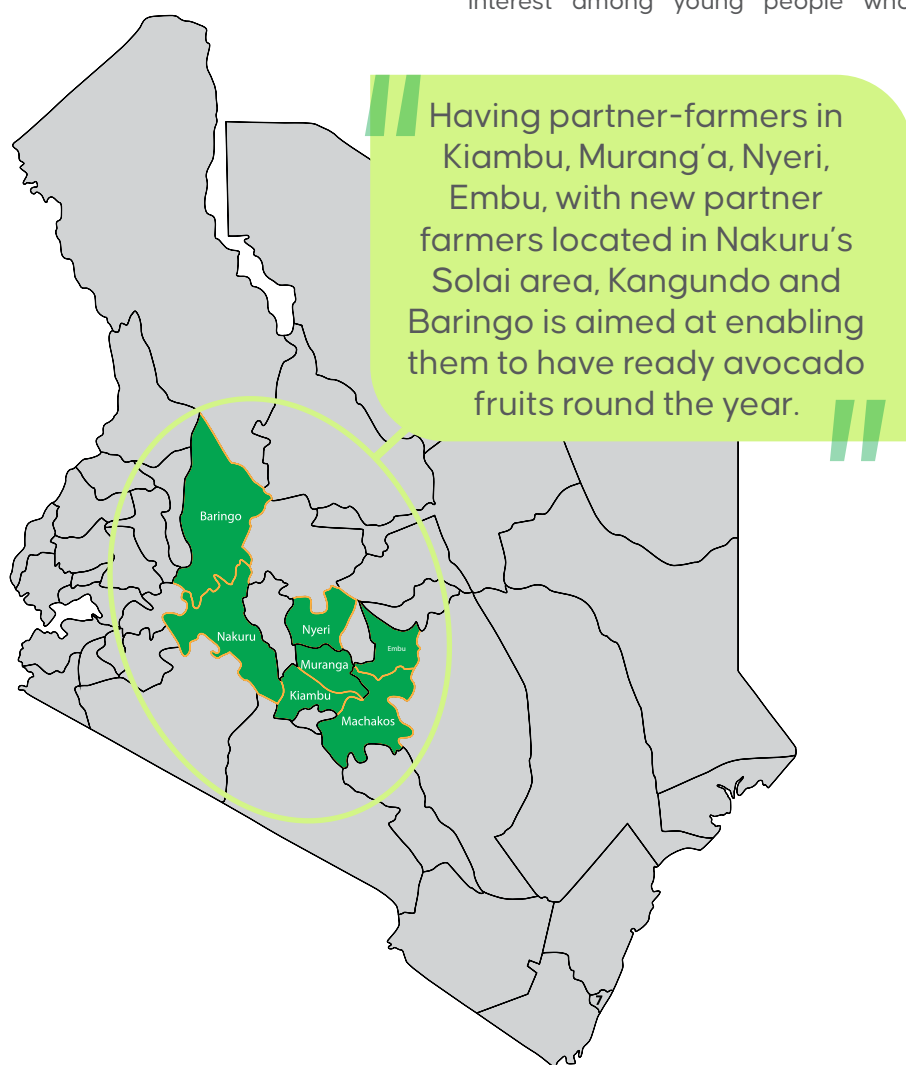 interest among young people who
"
Having partner-farmers in
Kiambu, Murang’a, Nyeri,
Embu, with new partner
farmers located in Nakuru’s
Solai area, Kangundo and
Baringo is aimed at enabling
them to have ready avocado
fruits round the year.
"
Baringo
Nakuru
Nyeri
Embu
Muranga
Kiambu
Machakos